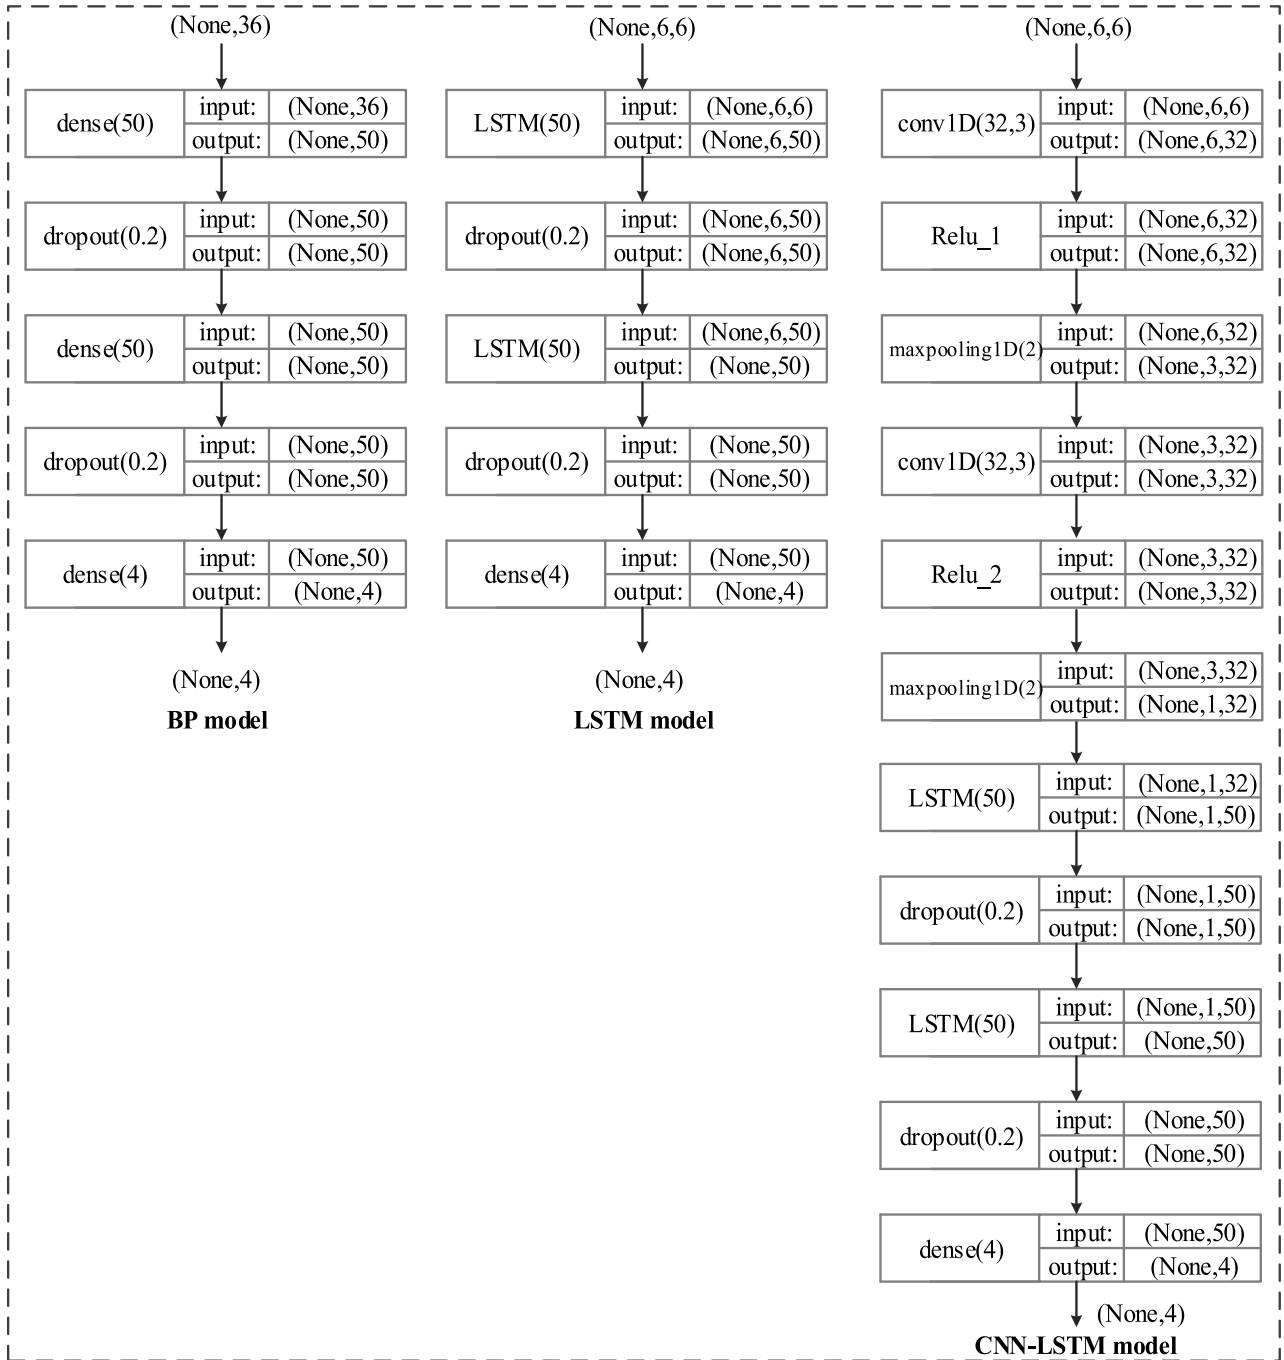 (None,36)
dense(50)
input: (None,36)
output: (None,50)
dropout(0.2)
input: (None,50)
output: (None,50)
dense(50)
input: (None,50)
output: (None,50)
dropout(0.2)
input: (None,50)
output: (None,50)
dense(4)
input: (None,50)
output: (None,4)
(None,4)
BP model
(None,6,6)
LSTM(50)
input: (None,6,6)
output: (None,6,50)
dropout(0.2)
input: (None,6,50)
output: (None,6,50)
LSTM(50)
input: (None,6,50)
output: (None,50)
dropout(0.2)
input: (None,50)
output: (None,50)
dense(4)
input: (None,50)
output: (None,4)
(None,4)
LSTM model
(None,6,6)
conv1D(32,3)
input: (None,6,6)
output: (None,6,32)
Relu_1
input: (None,6,32)
output: (None,6,32)
maxpooling1D(2)
input: (None,6,32)
output: (None,3,32)
conv1D(32,3)
input: (None,3,32)
output: (None,3,32)
Relu_2
input: (None,3,32)
output: (None,3,32)
maxpooling1D(2)
input: (None,3,32)
output: (None,1,32)
LSTM(50)
input: (None,1,32)
output: (None,1,50)
dropout(0.2)
input: (None,1,50)
output: (None,1,50)
LSTM(50)
input: (None,1,50)
output: (None,50)
dropout(0.2)
input: (None,50)
output: (None,50)
dense(4)
input: (None,50)
output: (None,4)
(None,4)
CNN-LSTM model